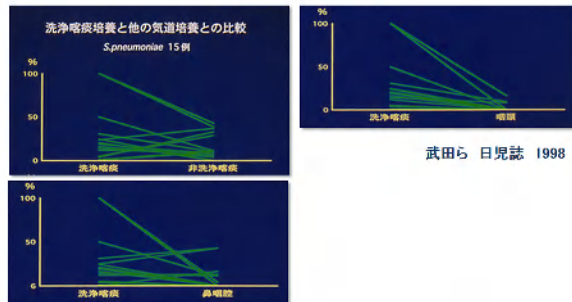 洗浄喀痰培養と他の気道培養との比較
S.pneumoniae 15例
%
100
50
0
洗浄喀痰
非洗浄喀痰
%
100
50
0
洗浄喀痰
咽頭
武田ら 日児誌 1998
%
100
50
6
洗浄喀痰
鼻咽腔